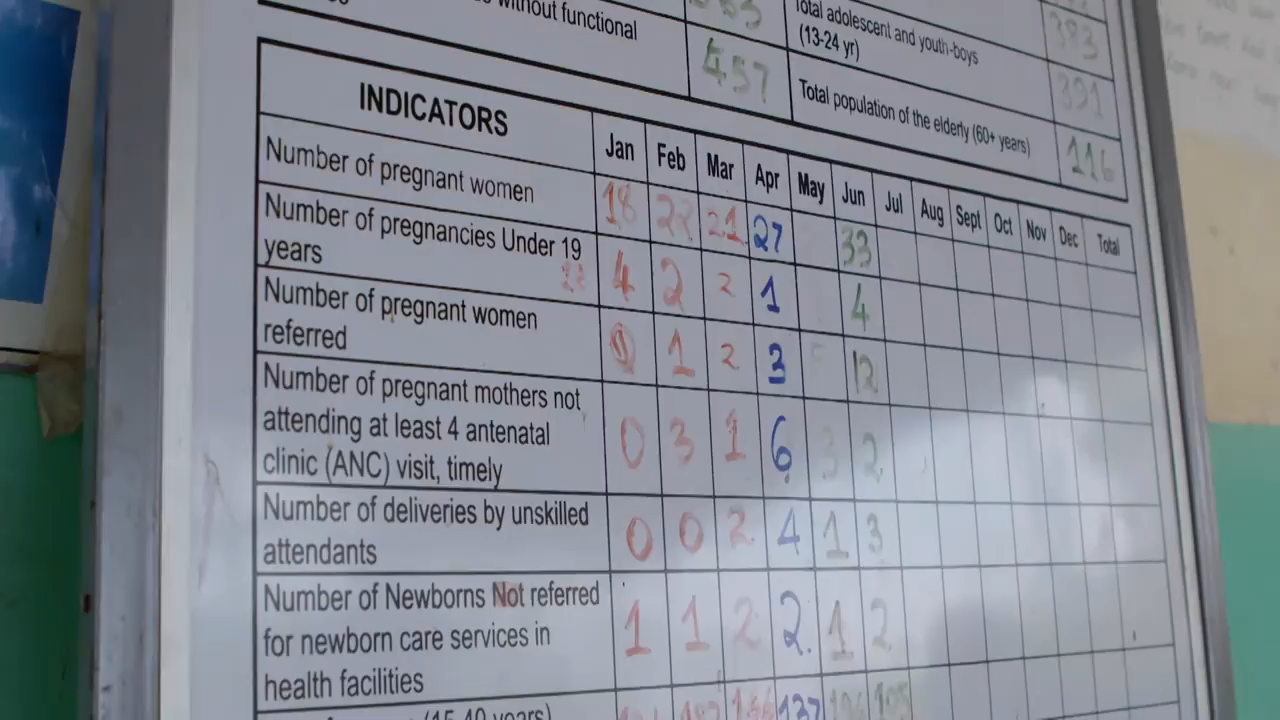 without functional
457
Total adolescent and youth-boys
(13-24 yr)
383
391
Total population of the elderly (60+ years)
116
INDICATORS Jan Feb Mar Apr May Jun Jul Aug Sept Oct Nov Dec Total
Number of pregnant women 18 22 21 27 33
Number of pregnancies Under 19
years 4 2 2 1 4
Number of pregnant women
referred 1 2 3 12
Number of pregnant mothers not
attending at least 4 antenatal
clinic (ANC) visit, timely 0 3 1 6 3 2
Number of deliveries by unskilled
attendants 0 0 2 4 1 3
Number of Newborns Not referred
for newborn care services in
health facilities 1 1 2 2 1 2
(15-49 years) 137